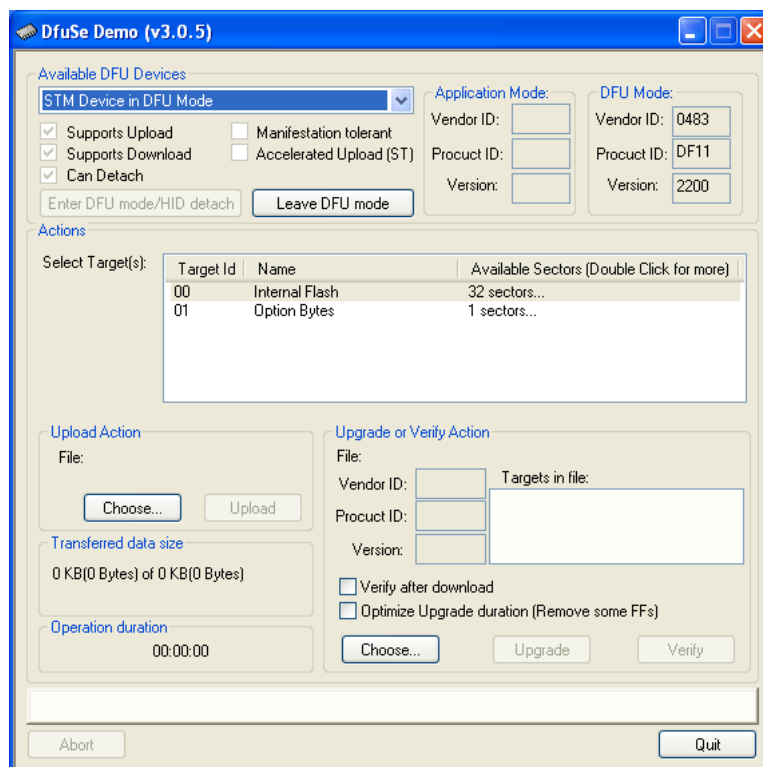 DfuSe Demo (v3.0.5)
Available DFU Devices
STM Device in DFU Mode
Supports Upload
Manifestation tolerant
Supports Download
Accelerated Upload (ST)
Can Detach
Enter DFU mode/HID detach
Leave DFU mode
Application Mode:
Vendor ID:
Procuct ID:
Version:
DFU Mode:
Vendor ID: 0483
Procuct ID: DF11
Version: 2200
Actions
Select Target(s):
Target Id Name Available Sectors (Double Click for more)
00 Internal Flash 32 sectors...
01 Option Bytes 1 sectors...
Upload Action
File:
Choose... Upload
Transferred data size
0 KB(0 Bytes) of 0 KB(0 Bytes)
Operation duration
00:00:00
Upgrade or Verify Action
File:
Vendor ID:
Targets in file:
Procuct ID:
Version:
Verify after download
Optimize Upgrade duration (Remove some FFs)
Choose... Upgrade Verify
Abort Quit